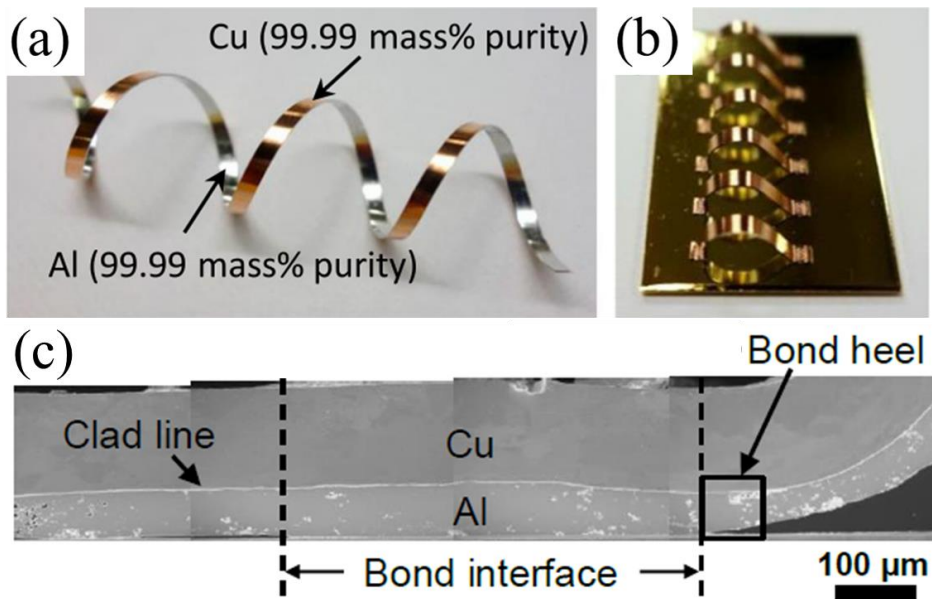 (a)
Cu (99.99 mass% purity)
Al (99.99 mass% purity)
(b)
(c)
Bond heel
Clad line
Cu
Al
Bond interface
100 μm